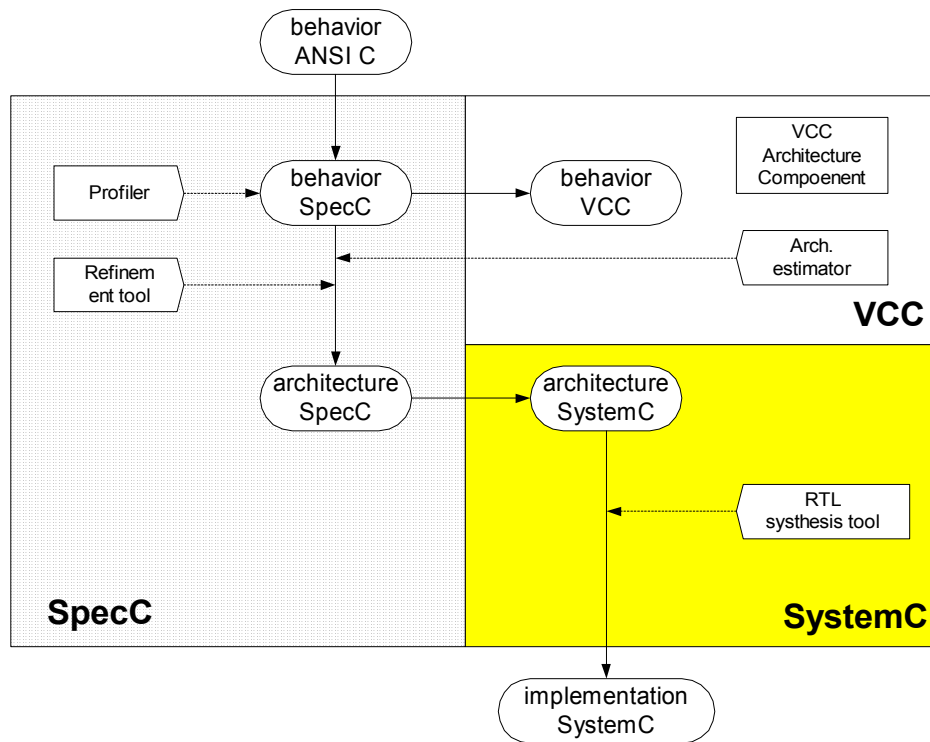 behavior
ANSI C
VCC
Architecture
Compoenent
Profiler
behavior
SpecC
behavior
VCC
Arch.
estimator
Refinem
ent tool
VCC
architecture
SpecC
architecture
SystemC
RTL
systhesis tool
SpecC
SystemC
implementation
SystemC